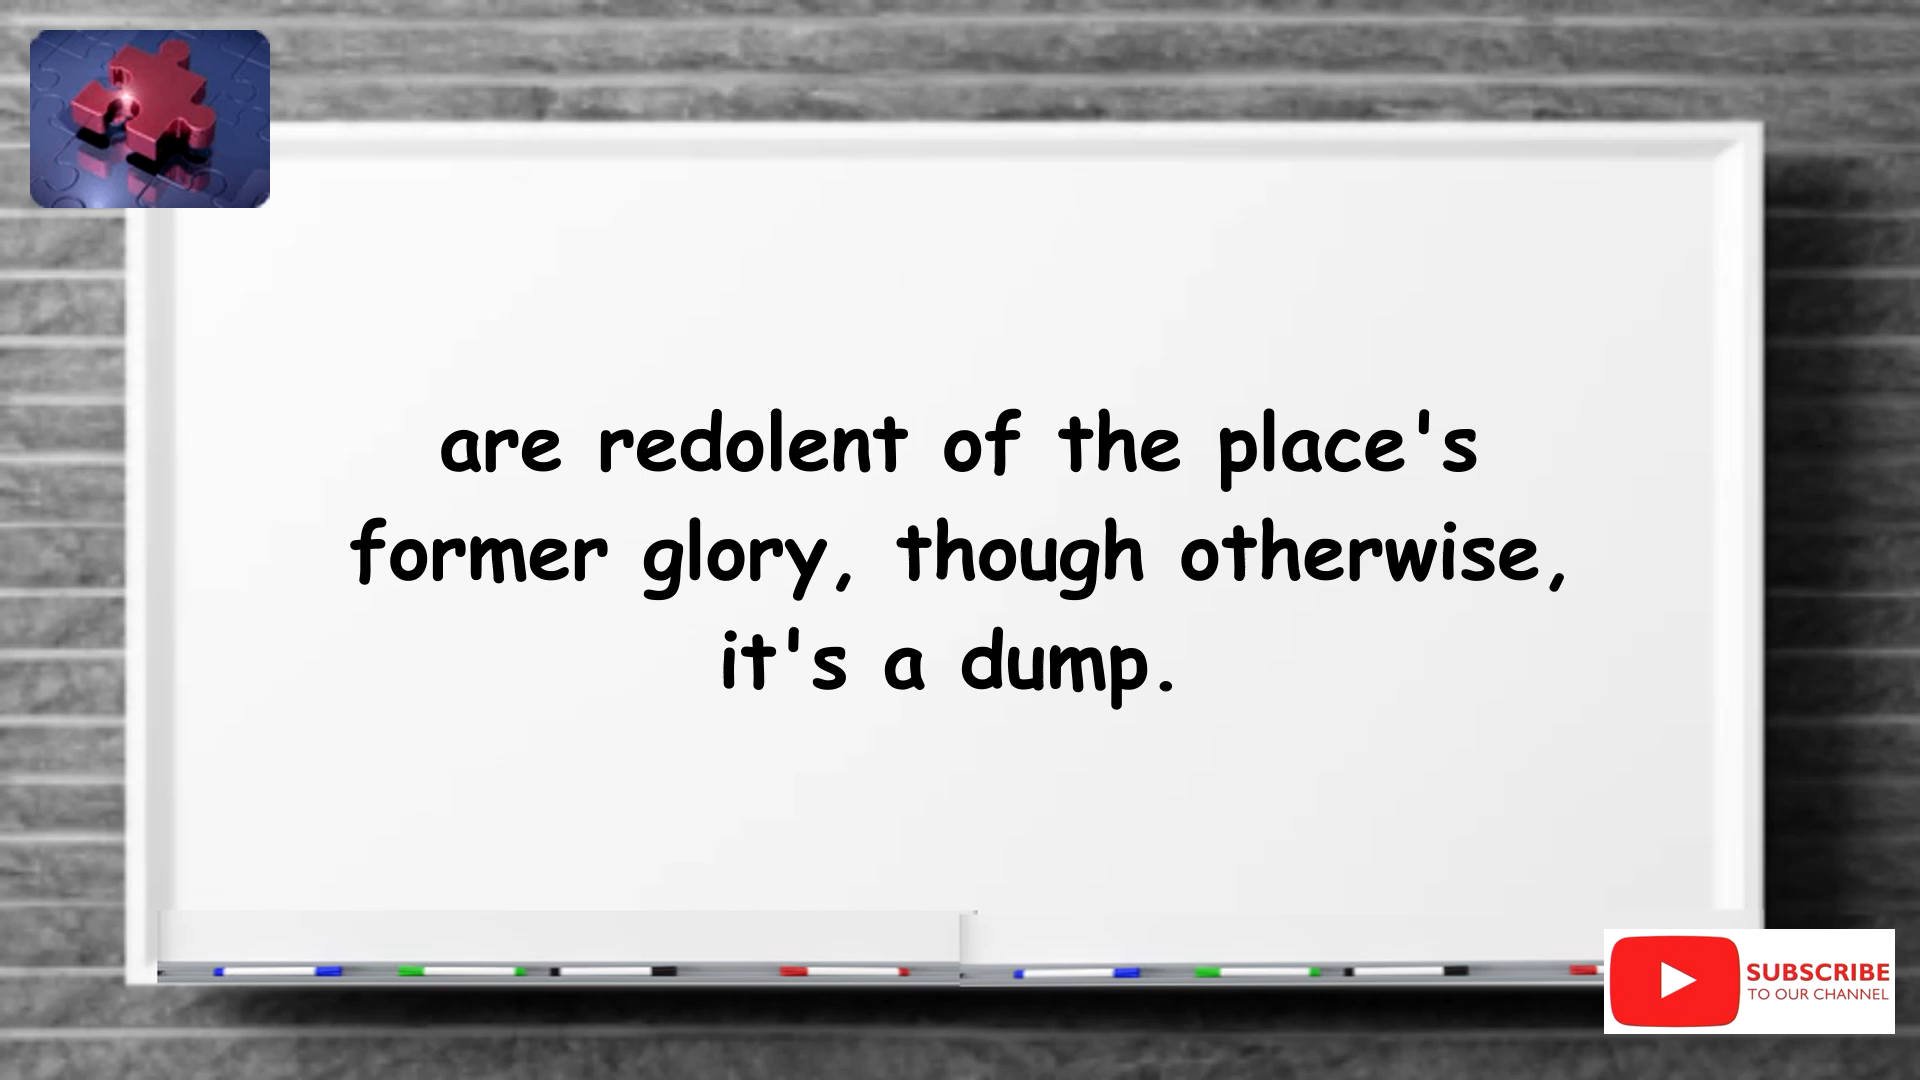 are redolent of the place's
former glory, though otherwise,
it's a dump.
SUBSCRIBE
TO OUR CHANNEL